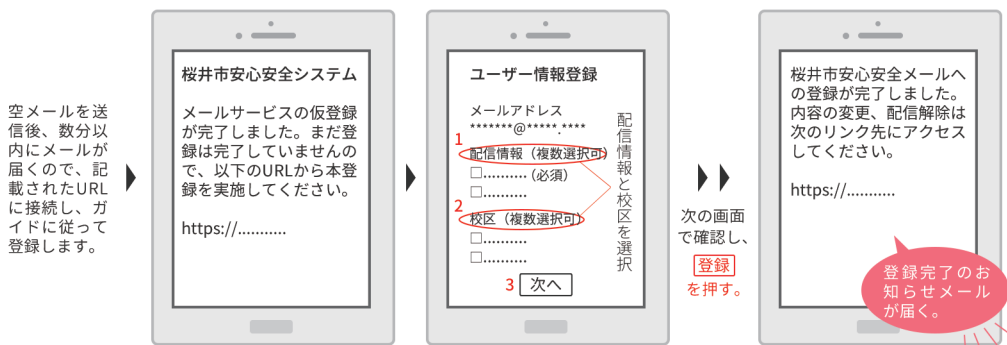 空メールを送
信後、数分以
内にメールが
届くので、記
載されたURL
に接続し、ガ
イドに従って
登録します。
桜井市安心安全システム
メールサービスの仮登録
が完了しました。まだ登
録は完了していませんの
で、以下のURLから本登
録を実施してください。
https://...........
ユーザー情報登録
メールアドレス
*******@*****.****
1
配信情報（複数選択可）
□..........（必須）
□..........
2
校区（複数選択可）
□..........
□..........
3 次へ
配信情報と校区を選択
次の画面
で確認し、
登録
を押す。
桜井市安心安全メールへ
の登録が完了しました。
内容の変更、配信解除は
次のリンク先にアクセス
してください。
https://...........
登録完了のお
知らせメール
が届く。